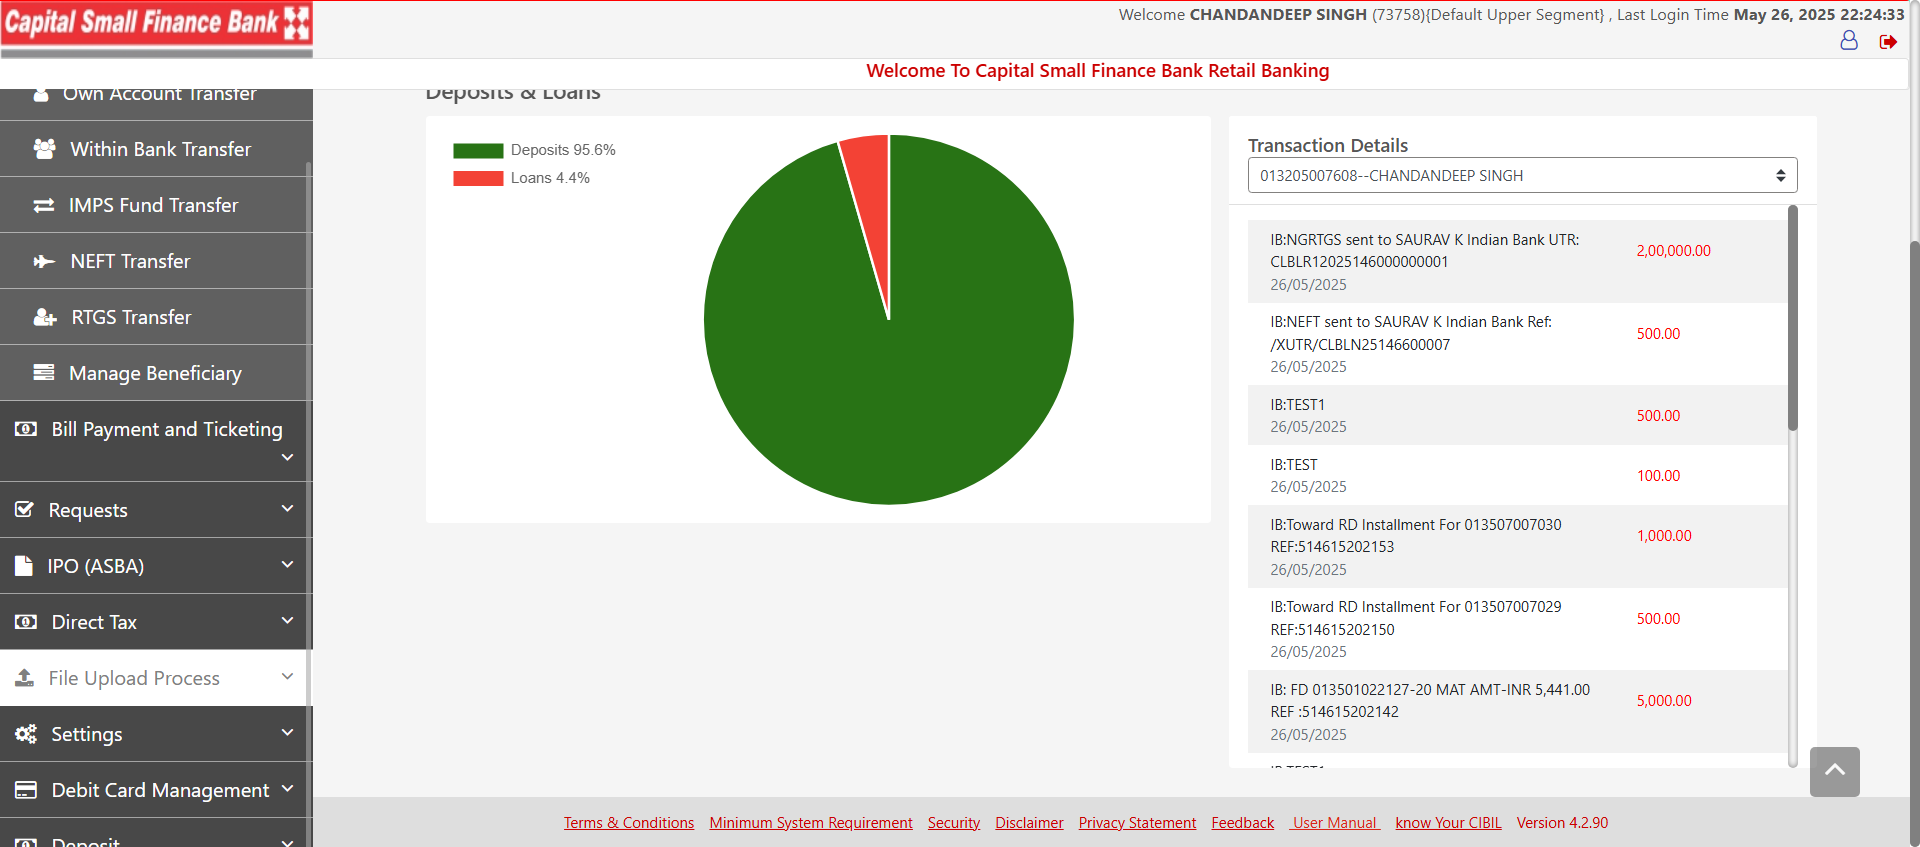 Capital Small Finance Bank
Welcome CHANDANDEEP SINGH (73758){Default Upper Segment} , Last Login Time May 26, 2025 22:24:33
Welcome To Capital Small Finance Bank Retail Banking
Own Account Transfer
Within Bank Transfer
IMPS Fund Transfer
NEFT Transfer
RTGS Transfer
Manage Beneficiary
Bill Payment and Ticketing
Requests
IPO (ASBA)
Direct Tax
File Upload Process
Settings
Debit Card Management
Deposit
Deposits & Loans
Deposits 95.6%
Loans 4.4%
Transaction Details
013205007608--CHANDANDEEP SINGH
IB:NGRTGS sent to SAURAV K Indian Bank UTR:
CLBLR12025146000000001
26/05/2025
2,00,000.00
IB:NEFT sent to SAURAV K Indian Bank Ref:
/XUTR/CLBLN25146600007
26/05/2025
500.00
IB:TEST1
26/05/2025
500.00
IB:TEST
26/05/2025
100.00
IB:Toward RD Installment For 013507007030
REF:514615202153
26/05/2025
1,000.00
IB:Toward RD Installment For 013507007029
REF:514615202150
26/05/2025
500.00
IB: FD 013501022127-20 MAT AMT-INR 5,441.00
REF :514615202142
26/05/2025
5,000.00
IB:TEST1
Terms & Conditions Minimum System Requirement Security Disclaimer Privacy Statement Feedback User Manual know Your CIBIL Version 4.2.90